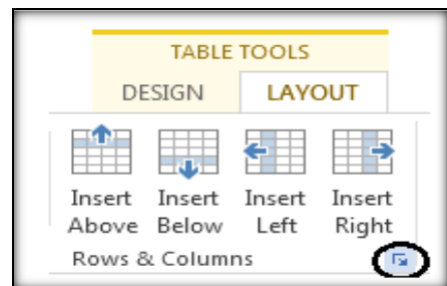 TABLE TOOLS
DESIGN LAYOUT
Insert Insert Insert Insert
Above Below Left Right
Rows & Columns